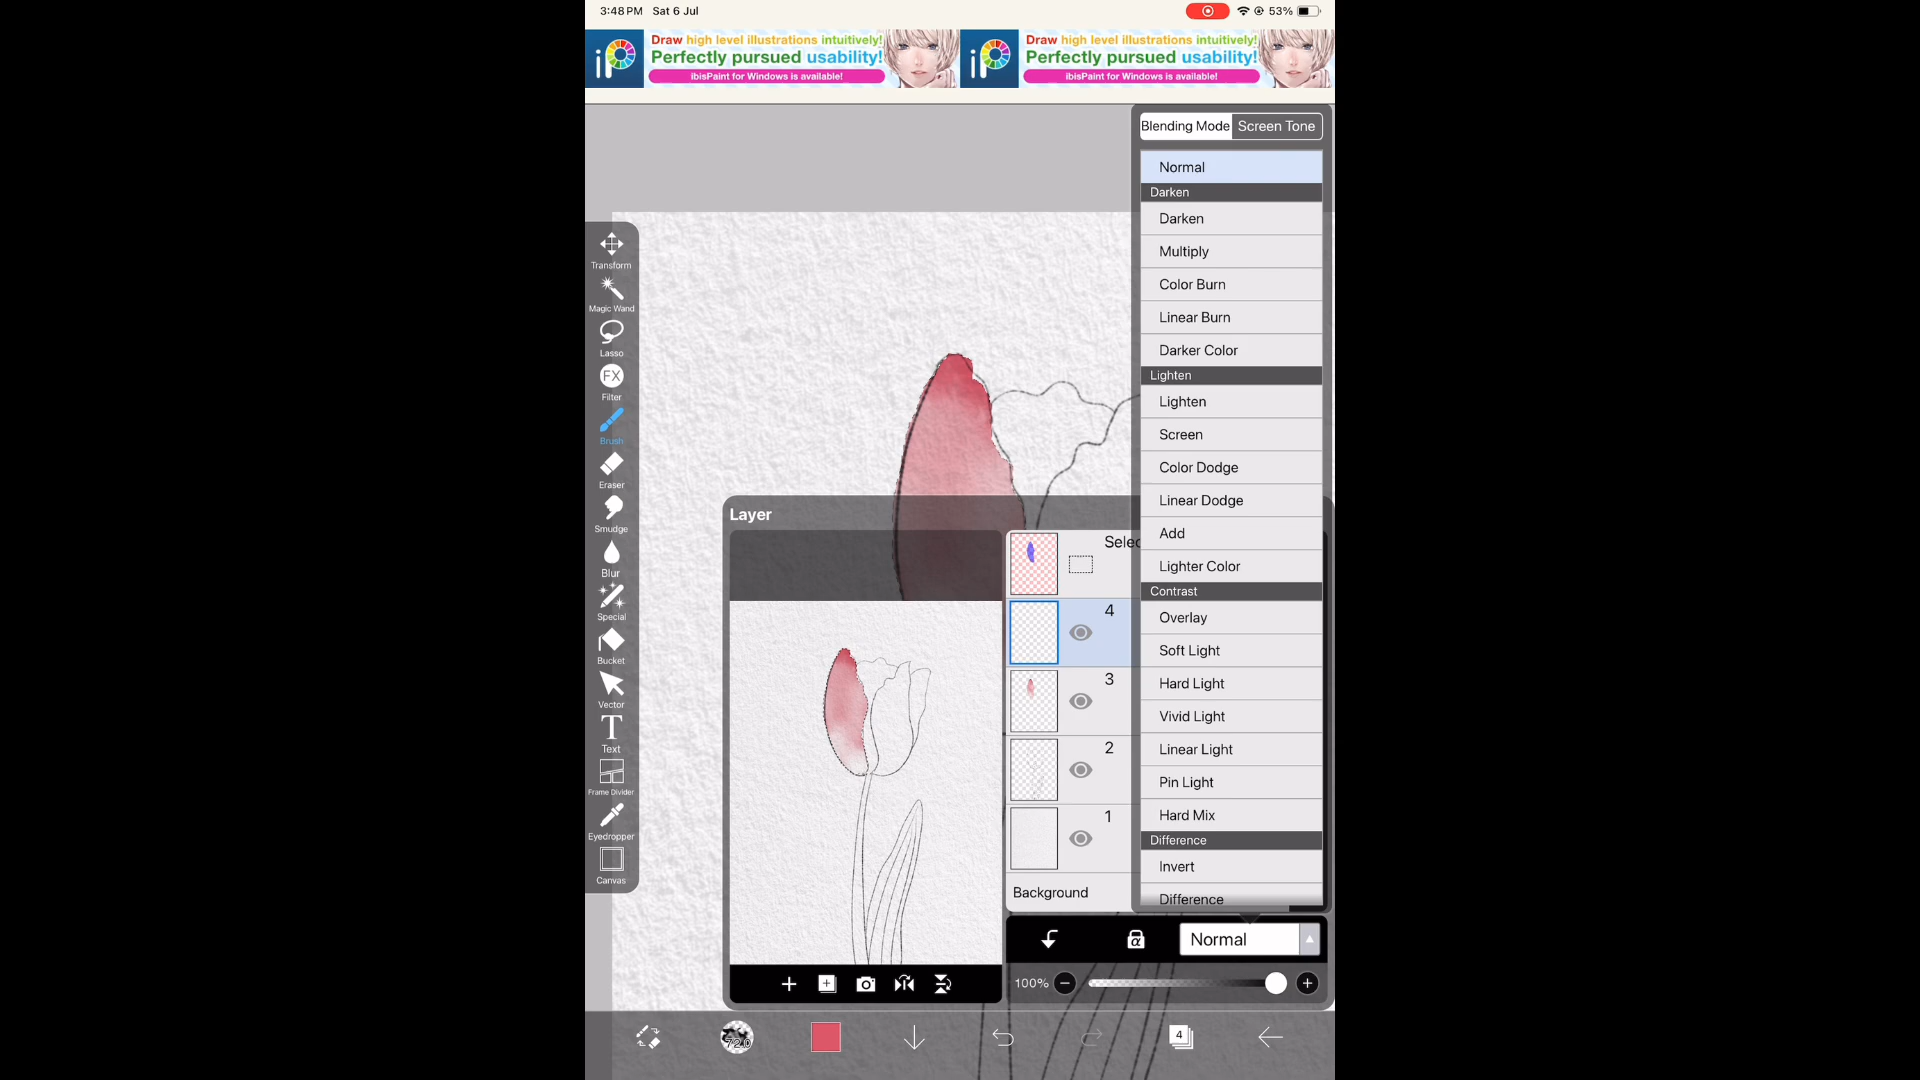 3:48 PM Sat 6 Jul
53%
iP
Draw high level illustrations intuitively!
Perfectly pursued usability!
ibisPaint for Windows is available!
iP
Draw high level illustrations intuitively!
Perfectly pursued usability!
ibisPaint for Windows is available!
Blending Mode
Screen Tone
Normal
Darken
Darken
Multiply
Color Burn
Linear Burn
Darker Color
Lighten
Lighten
Screen
Color Dodge
Linear Dodge
Add
Lighter Color
Contrast
Overlay
Soft Light
Hard Light
Vivid Light
Linear Light
Pin Light
Hard Mix
Difference
Invert
Difference
Transform
Magic Wand
Lasso
FX
Filter
Brush
Eraser
Smudge
Blur
Special
Bucket
Vector
T
Text
Frame Divider
Eyedropper
Canvas
Layer
Selec
4
3
2
1
Background
α
Normal
100%
72.0
4